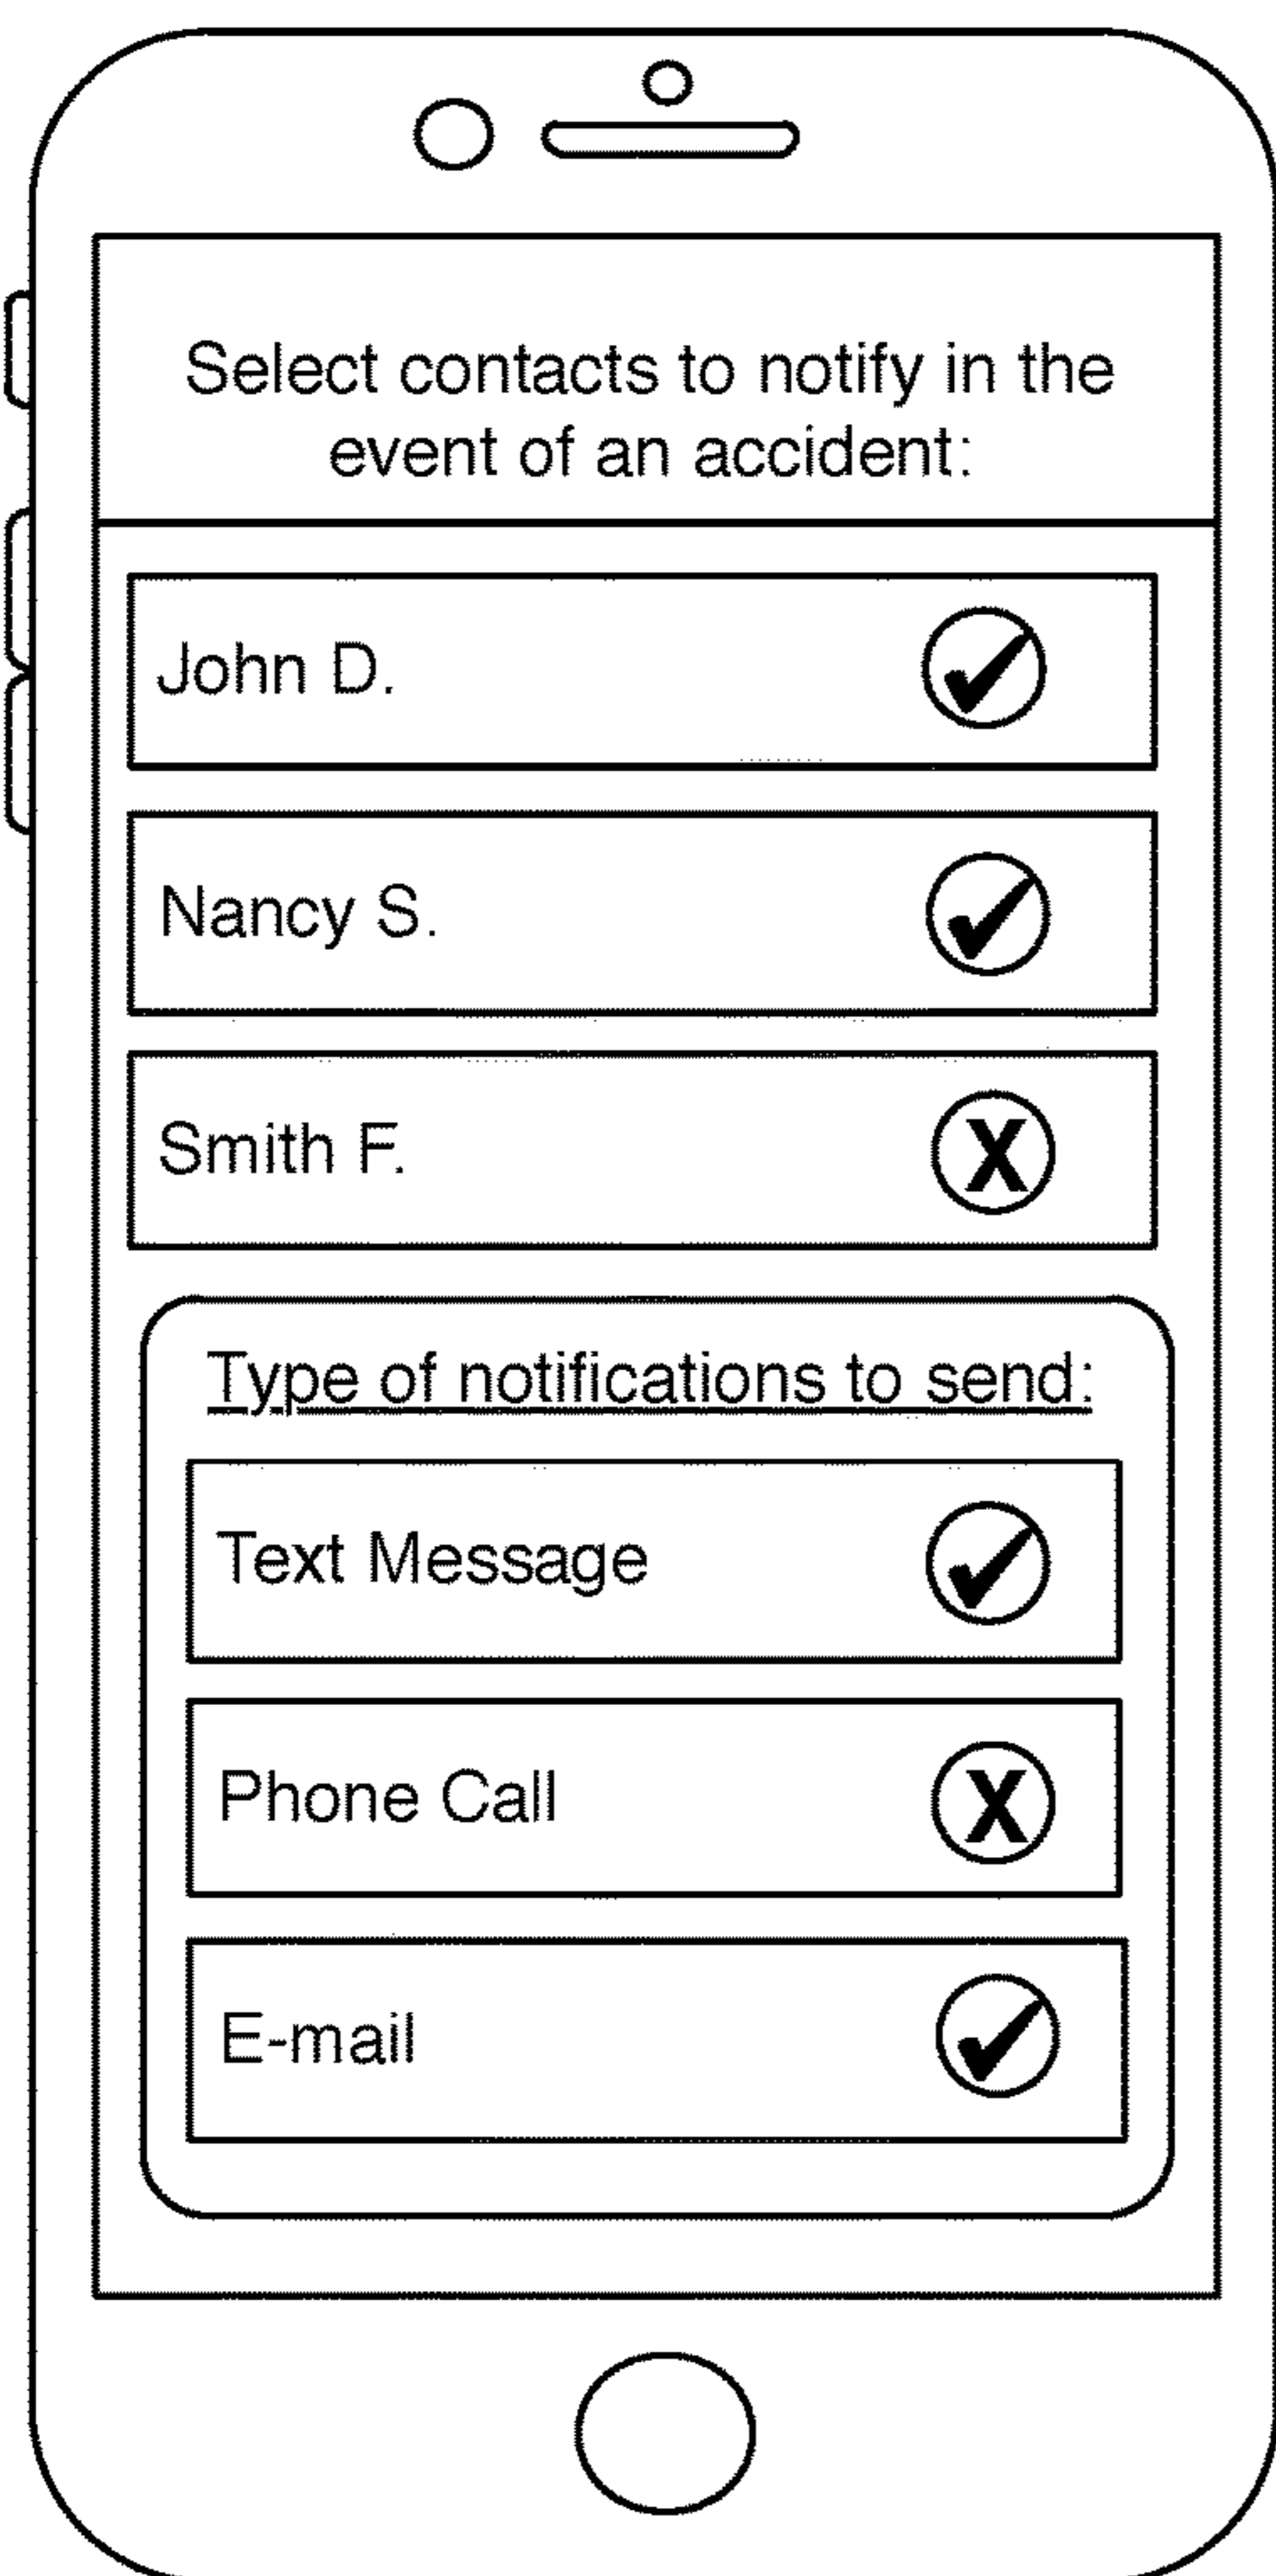 Select contacts to notify in the
event of an accident:
John D.
Nancy S.
Smith F.
Type of notifications to send:
Text Message
Phone Call
E-mail